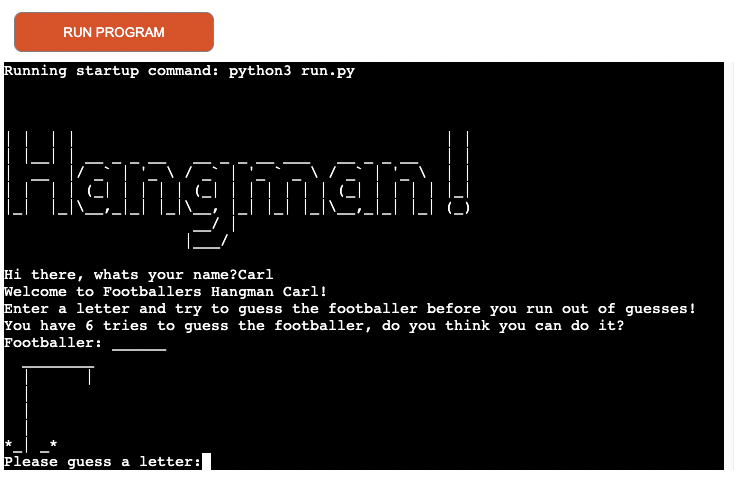 RUN PROGRAM
Running startup command: python3 run.py
Hangman!
Hi there, whats your name?Carl
Welcome to Footballers Hangman Carl!
Enter a letter and try to guess the footballer before you run out of guesses!
You have 6 tries to guess the footballer, do you think you can do it?
Footballer: ______
Please guess a letter: